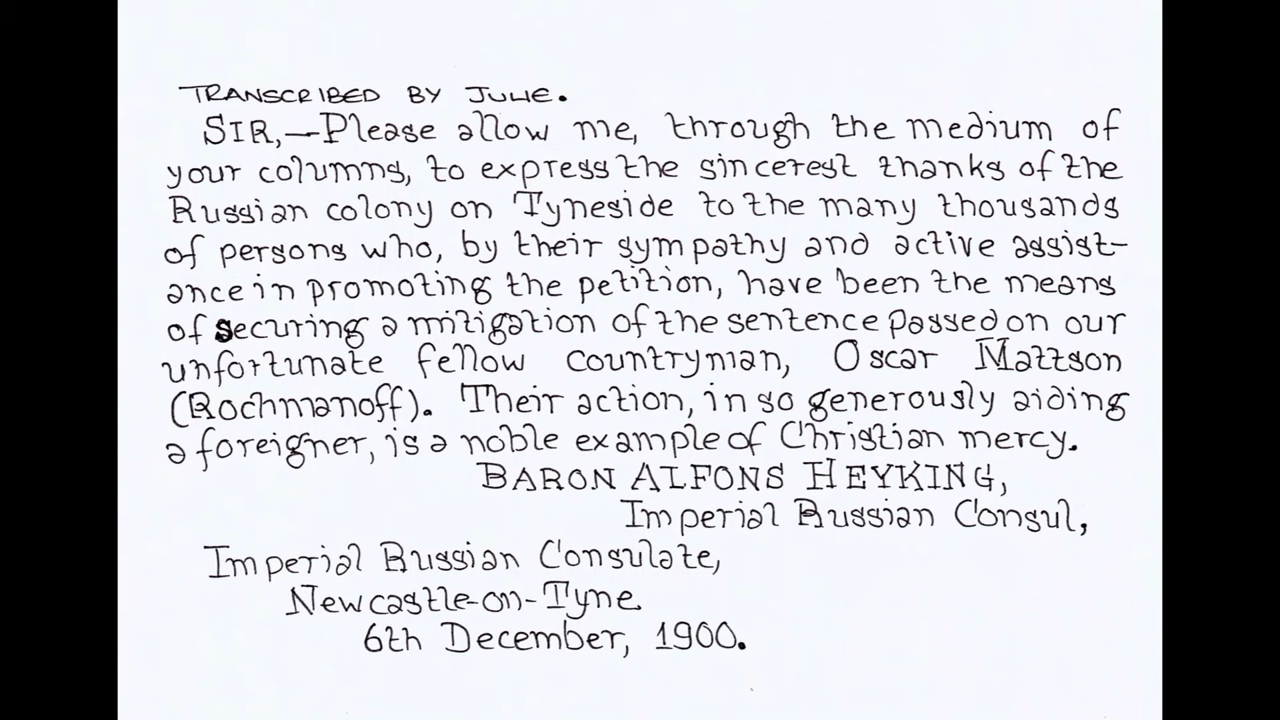 TRANSCRIBED BY JULIE.
SIR,—Please allow me, through the medium of
your columns, to express the sincerest thanks of the
Russian colony on Tyneside to the many thousands
of persons who, by their sympathy and active assist-
ance in promoting the petition, have been the means
of securing a mitigation of the sentence passed on our
unfortunate fellow countryman, Oscar Mattson
(Rochmanoff). Their action, in so generously aiding
a foreigner, is a noble example of Christian mercy.
BARON ALFONS HEYKING,
Imperial Russian Consul,
Imperial Russian Consulate,
Newcastle-on-Tyne
6th December, 1900.